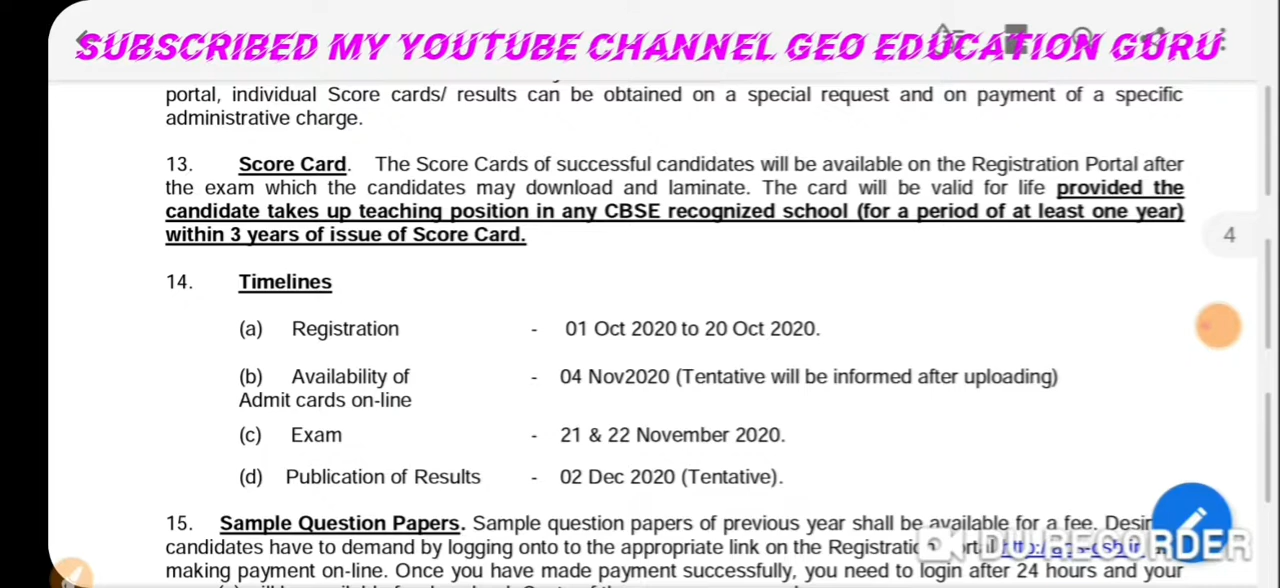 SUBSCRIBED MY YOUTUBE CHANNEL GEO EDUCATION GURU
portal, individual Score cards/ results can be obtained on a special request and on payment of a specific
administrative charge.
13. Score Card. The Score Cards of successful candidates will be available on the Registration Portal after
the exam which the candidates may download and laminate. The card will be valid for life provided the
candidate takes up teaching position in any CBSE recognized school (for a period of at least one year)
within 3 years of issue of Score Card.
4
14. Timelines
(a) Registration - 01 Oct 2020 to 20 Oct 2020.
(b) Availability of - 04 Nov2020 (Tentative will be informed after uploading)
Admit cards on-line
(c) Exam - 21 & 22 November 2020.
(d) Publication of Results - 02 Dec 2020 (Tentative).
15. Sample Question Papers. Sample question papers of previous year shall be available for a fee.
candidates have to demand by logging onto to the appropriate link on the
DU RECORDER
making payment on-line. Once you have made payment successfully, you need to login after 24 hours and your